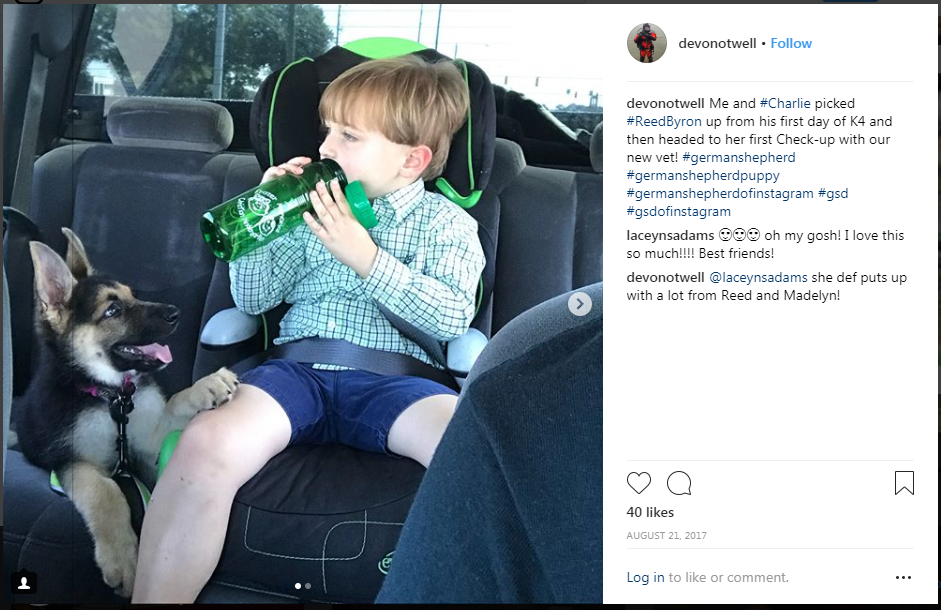 devonotwell • Follow
devonotwell Me and #Charlie picked
#ReedByron up from his first day of K4 and
then headed to her first Check-up with our
new vet! #germanshepherd
#germanshepherdpuppy
#germanshepherdofinstagram #gsd
#gsdofinstagram
laceynsadams 😍😍😍 oh my gosh! I love this
so much!!!! Best friends!
devonotwell @laceynsadams she def puts up
with a lot from Reed and Madelyn!
40 likes
AUGUST 21, 2017
Log in to like or comment.